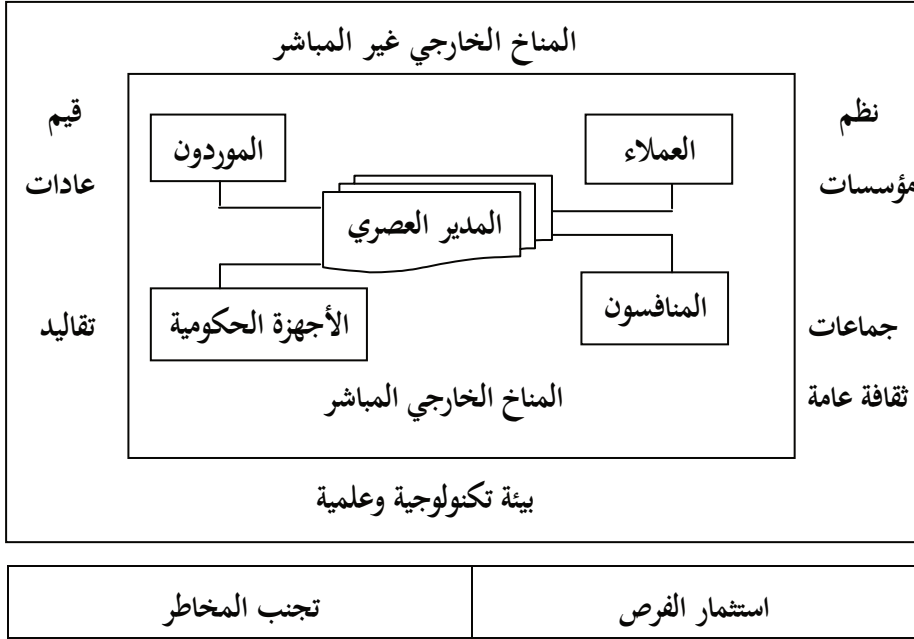 المناخ الخارجي غير المباشر
نظم
قيم
العملاء
الموردون
مؤسسات
عادات
المدير العصري
جماعات
المنافسون
الأجهزة الحكومية
تقاليد
المناخ الخارجي المباشر
ثقافة عامة
بيئة تكنولوجية وعلمية
استثمار الفرص
تجنب المخاطر